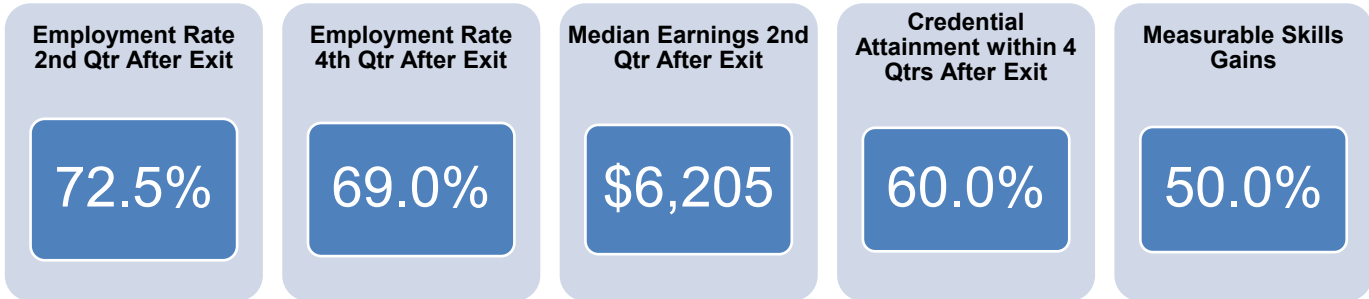 Employment Rate
2nd Qtr After Exit
72.5%
Employment Rate
4th Qtr After Exit
69.0%
Median Earnings 2nd
Qtr After Exit
$6,205
Credential
Attainment within 4
Qtrs After Exit
60.0%
Measurable Skills
Gains
50.0%